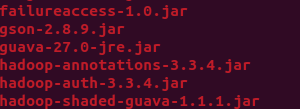 failureaccess-1.0.jar
gson-2.8.9.jar
guava-27.0-jre.jar
hadoop-annotations-3.3.4.jar
hadoop-auth-3.3.4.jar
hadoop-shaded-guava-1.1.1.jar